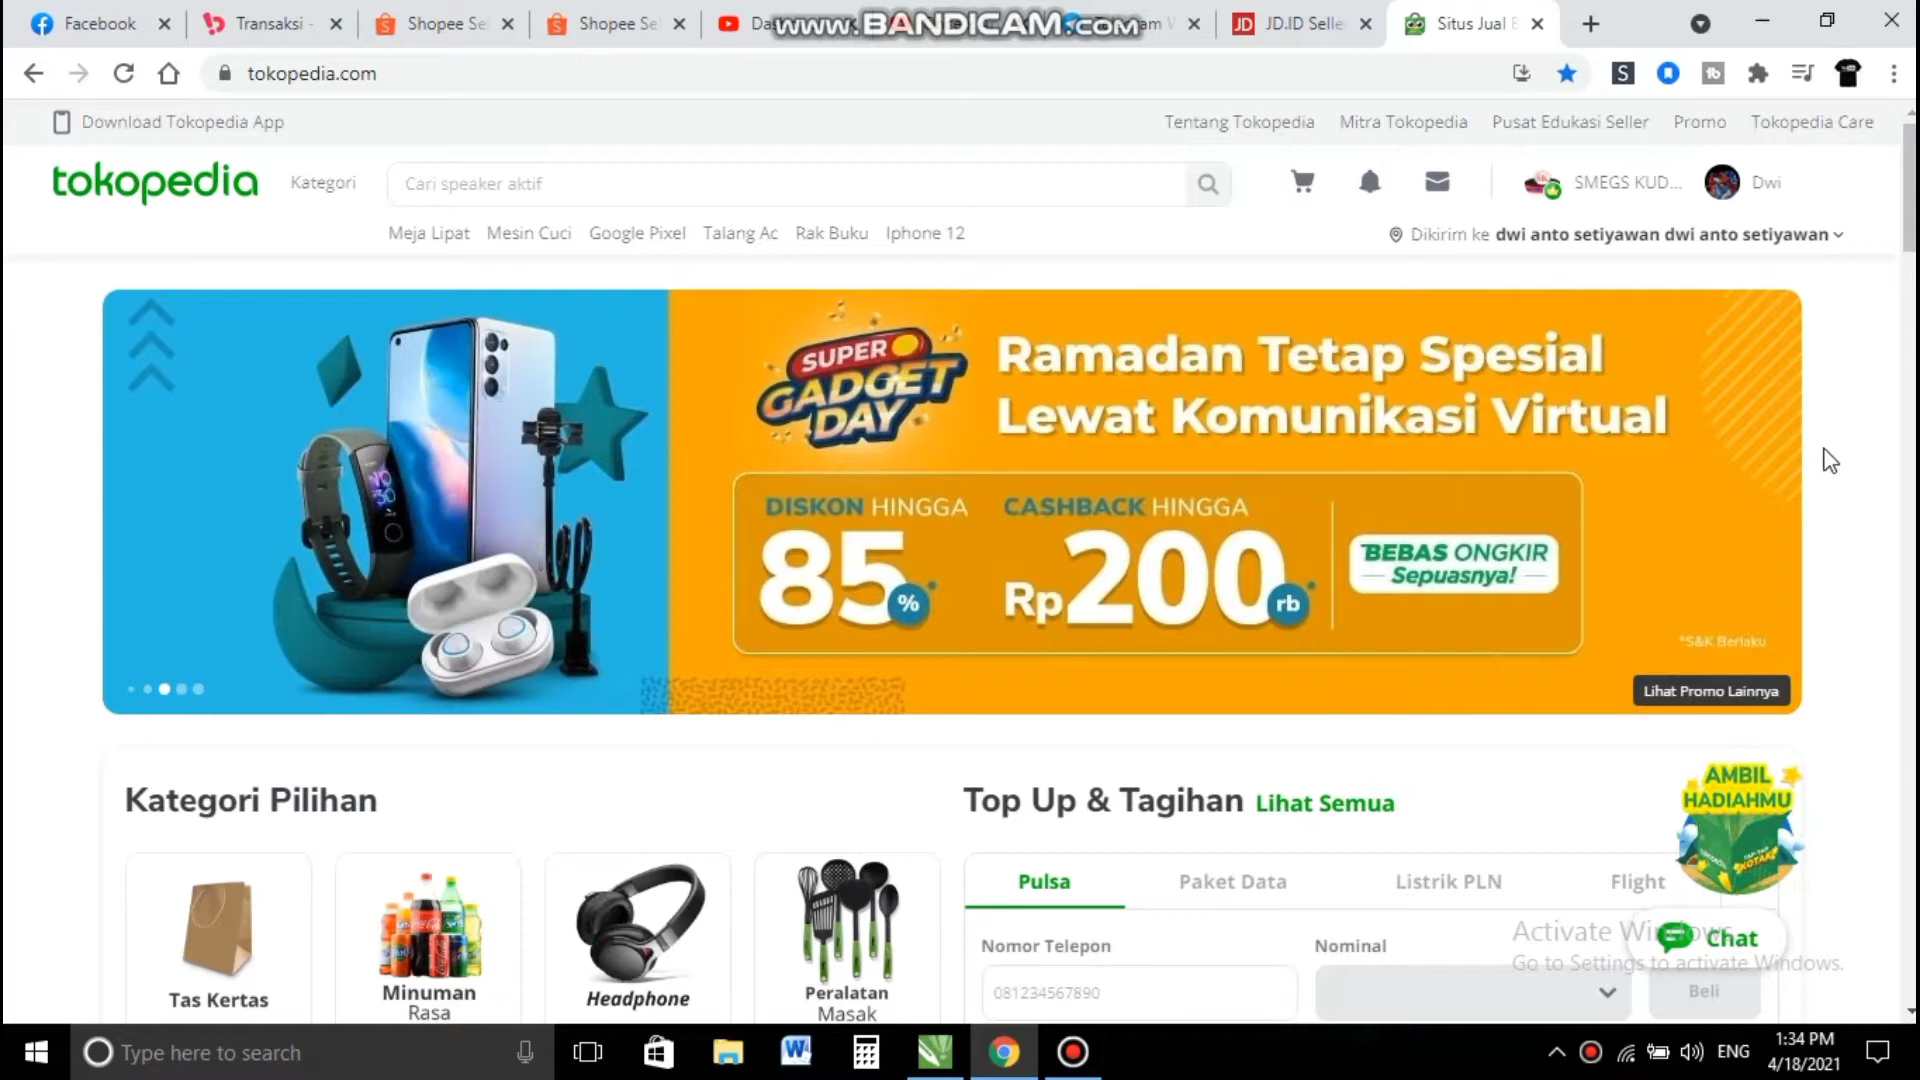 Facebook
Transaksi -
Shopee Se
Shopee Se
Das
www.BANDICAM.com
am W
JD.ID Selle
Situs Jual B
tokopedia.com
Download Tokopedia App
Tentang Tokopedia
Mitra Tokopedia
Pusat Edukasi Seller
Promo
Tokopedia Care
tokopedia
Kategori
Cari speaker aktif
SMEGS KUD...
Dwi
Meja Lipat
Mesin Cuci
Google Pixel
Talang Ac
Rak Buku
Iphone 12
Dikirim ke dwi anto setiyawan dwi anto setiyawan
SUPER
GADGET
DAY
Ramadan Tetap Spesial
Lewat Komunikasi Virtual
DISKON HINGGA
85%*
CASHBACK HINGGA
Rp200rb*
BEBAS ONGKIR
Sepuasnya!
*S&K Berlaku
Lihat Promo Lainnya
Kategori Pilihan
Top Up & Tagihan Lihat Semua
AMBIL
HADIAHMU
Pulsa
Paket Data
Listrik PLN
Flight
Nomor Telepon
Nominal
081234567890
Beli
Chat
Activate Windows
Go to Settings to activate Windows.
Tas Kertas
Minuman
Rasa
Headphone
Peralatan
Masak
Type here to search
ENG
1:34 PM
4/18/2021